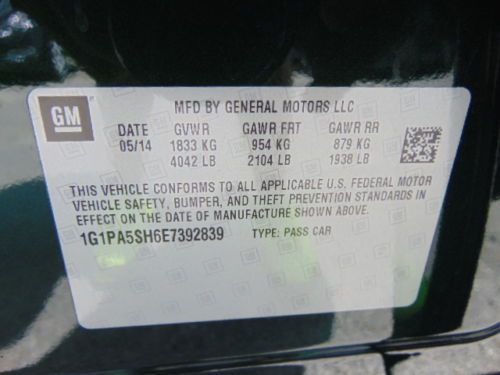 GM
MFD BY GENERAL MOTORS LLC
DATE GVWR GAWR FRT GAWR RR
05/14 1833 KG 954 KG 879 KG
4042 LB 2104 LB 1938 LB
THIS VEHICLE CONFORMS TO ALL APPLICABLE U.S. FEDERAL MOTOR
VEHICLE SAFETY, BUMPER, AND THEFT PREVENTION STANDARDS IN
EFFECT ON THE DATE OF MANUFACTURE SHOWN ABOVE.
1G1PA5SH6E7392839 TYPE: PASS CAR